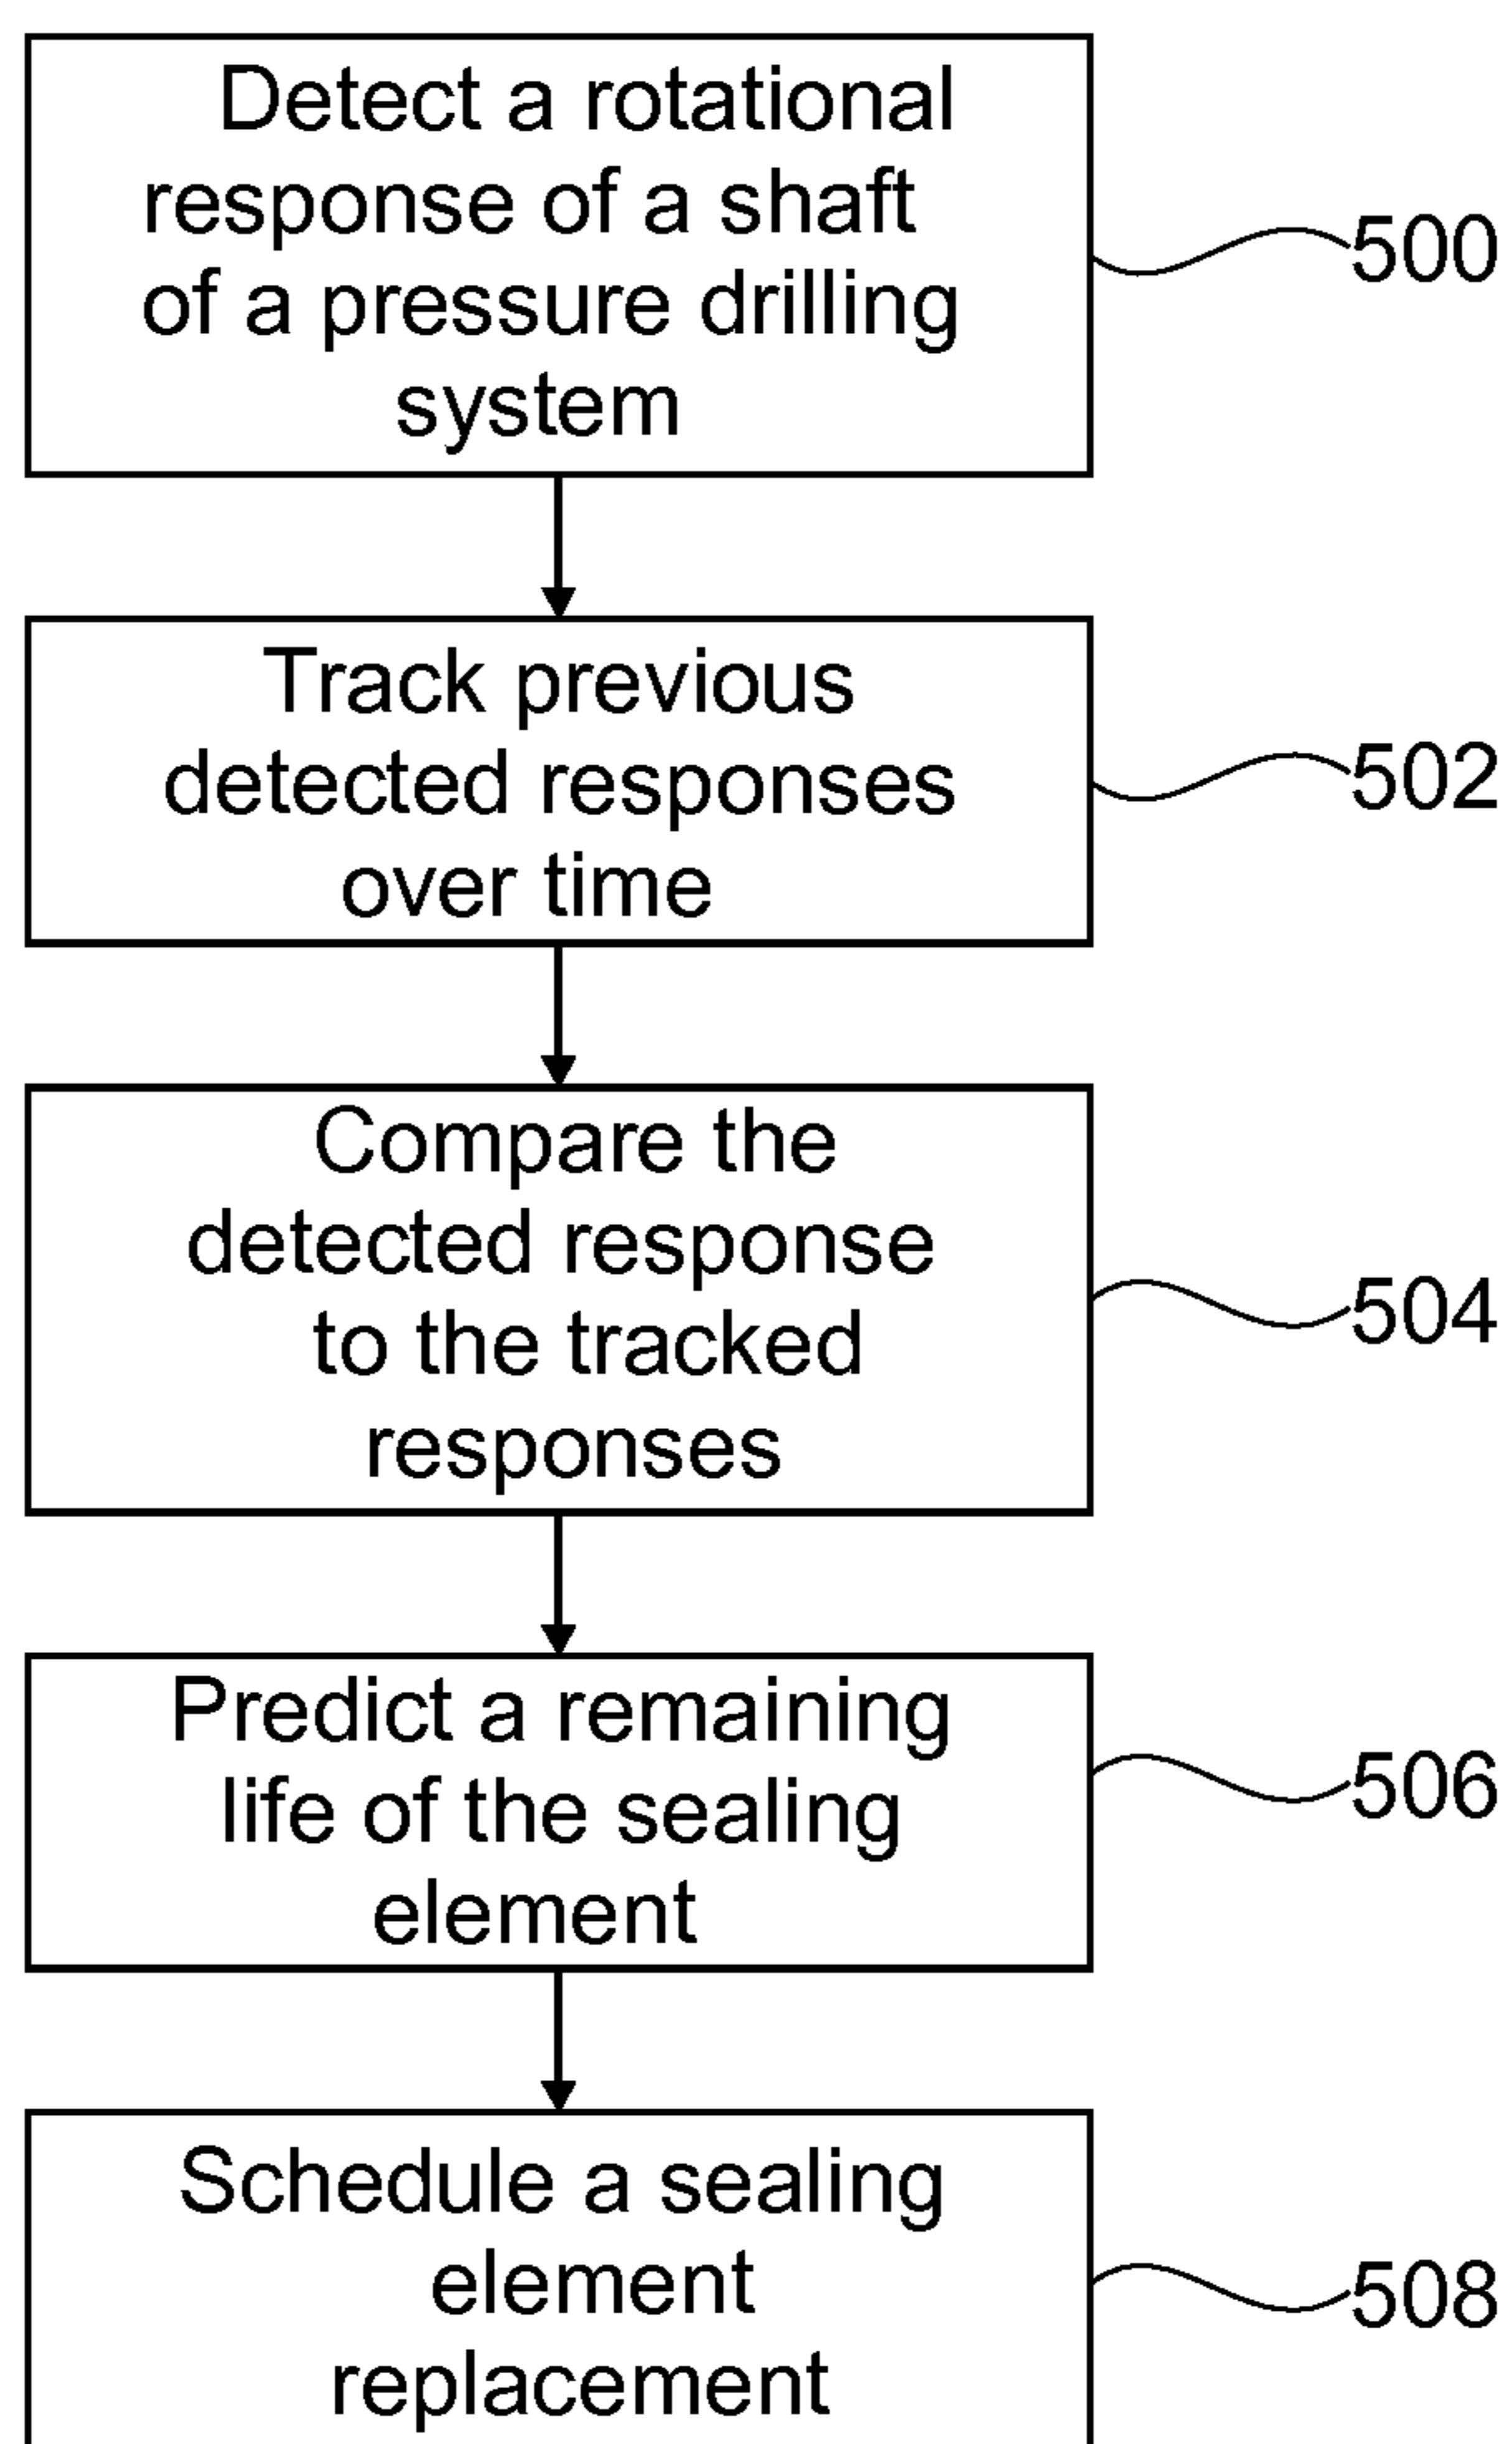 Detect a rotational
response of a shaft
of a pressure drilling
system
500
Track previous
detected responses
over time
502
Compare the
detected response
to the tracked
responses
504
Predict a remaining
life of the sealing
element
506
Schedule a sealing
element
replacement
508